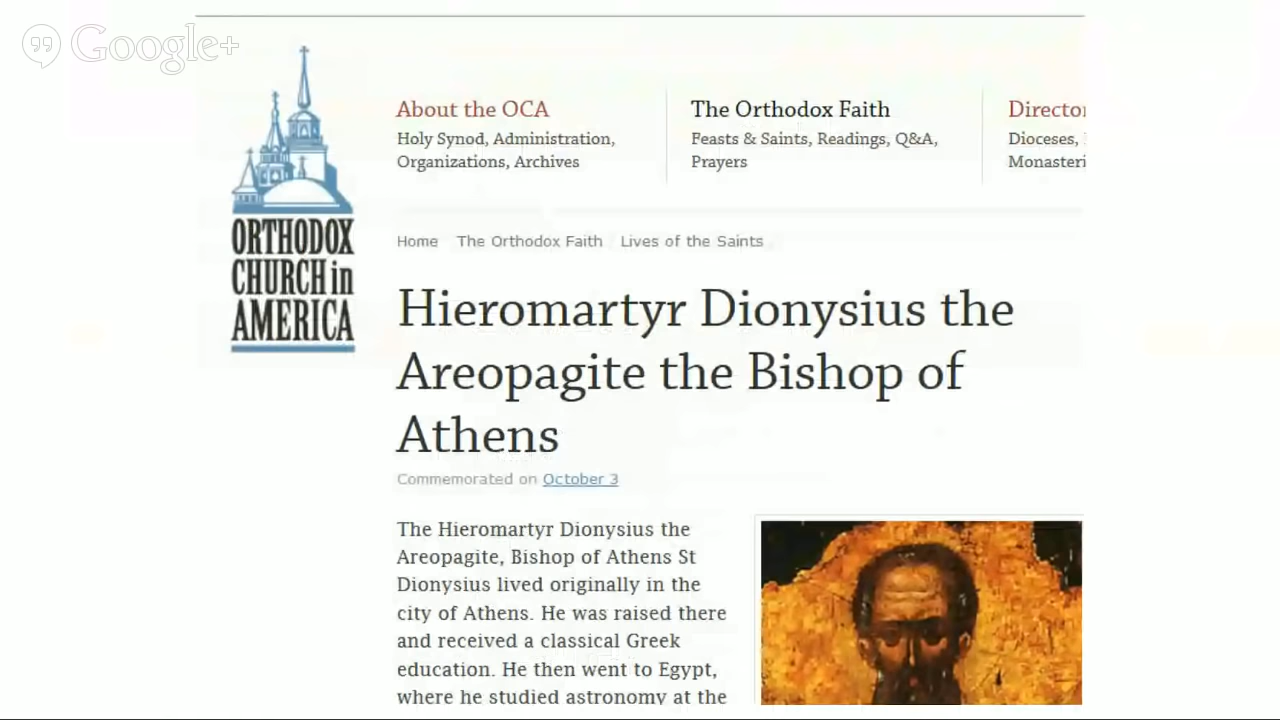 Google+
ORTHODOX
CHURCH in
AMERICA
About the OCA
Holy Synod, Administration,
Organizations, Archives
The Orthodox Faith
Feasts & Saints, Readings, Q&A,
Prayers
Director
Dioceses,
Monasteri
Home The Orthodox Faith Lives of the Saints
Hieromartyr Dionysius the
Areopagite the Bishop of
Athens
Commemorated on October 3
The Hieromartyr Dionysius the
Areopagite, Bishop of Athens St
Dionysius lived originally in the
city of Athens. He was raised there
and received a classical Greek
education. He then went to Egypt,
where he studied astronomy at the